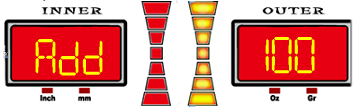 INNER
OUTER
Add
100
Inch mm
Oz Gr